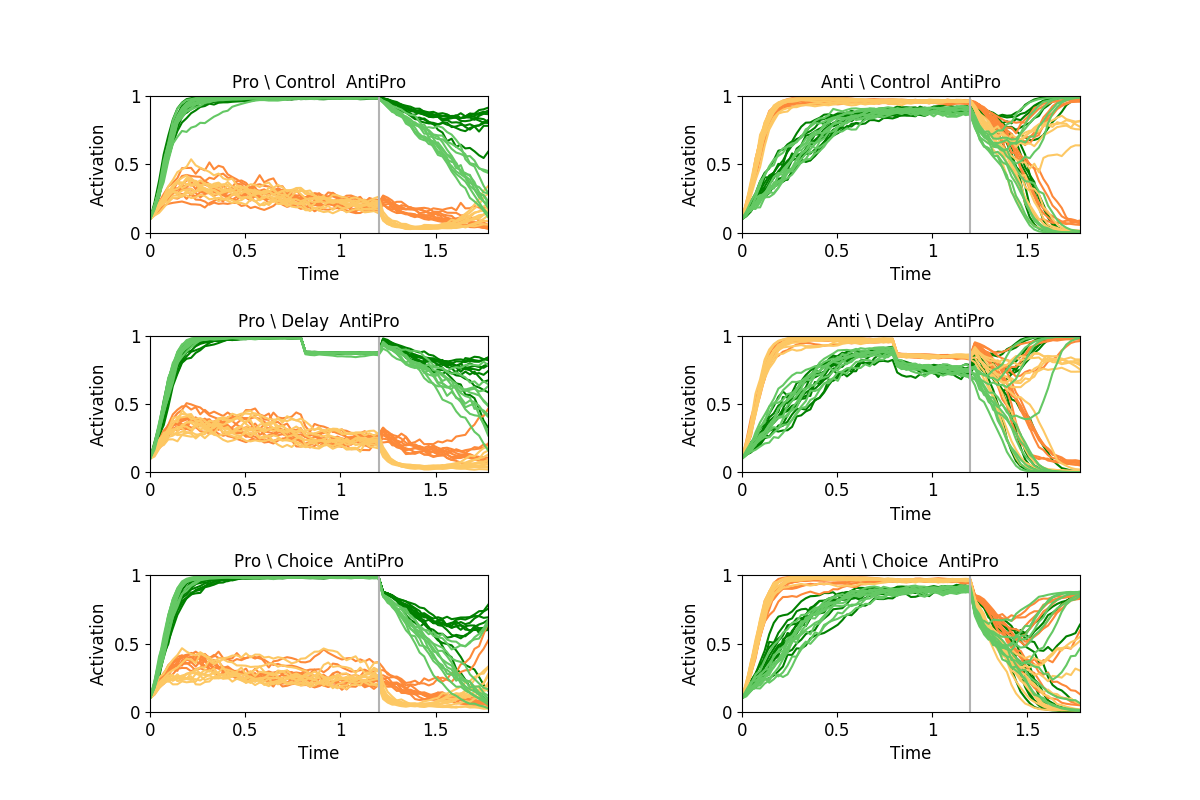 Pro \ Control  AntiPro
1
0.5
0
Activation
0 0.5 1 1.5
Time
Anti \ Control  AntiPro
1
0.5
0
Activation
0 0.5 1 1.5
Time
Pro \ Delay  AntiPro
1
0.5
0
Activation
0 0.5 1 1.5
Time
Anti \ Delay  AntiPro
1
0.5
0
Activation
0 0.5 1 1.5
Time
Pro \ Choice  AntiPro
1
0.5
0
Activation
0 0.5 1 1.5
Time
Anti \ Choice  AntiPro
1
0.5
0
Activation
0 0.5 1 1.5
Time